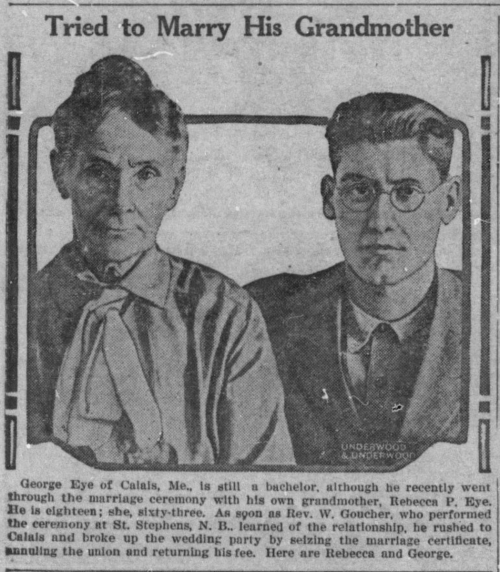 Tried to Marry His Grandmother
UNDERWOOD
& UNDERWOOD
George Eye of Calais, Me., is still a bachelor, although he recently went
through the marriage ceremony with his own grandmother, Rebecca P. Eye.
He is eighteen; she, sixty-three. As soon as Rev. W. Goucher, who performed
the ceremony at St. Stephens, N. B., learned of the relationship, he rushed to
Calais and broke up the wedding party by seizing the marriage certificate,
annuling the union and returning his fee. Here are Rebecca and George.